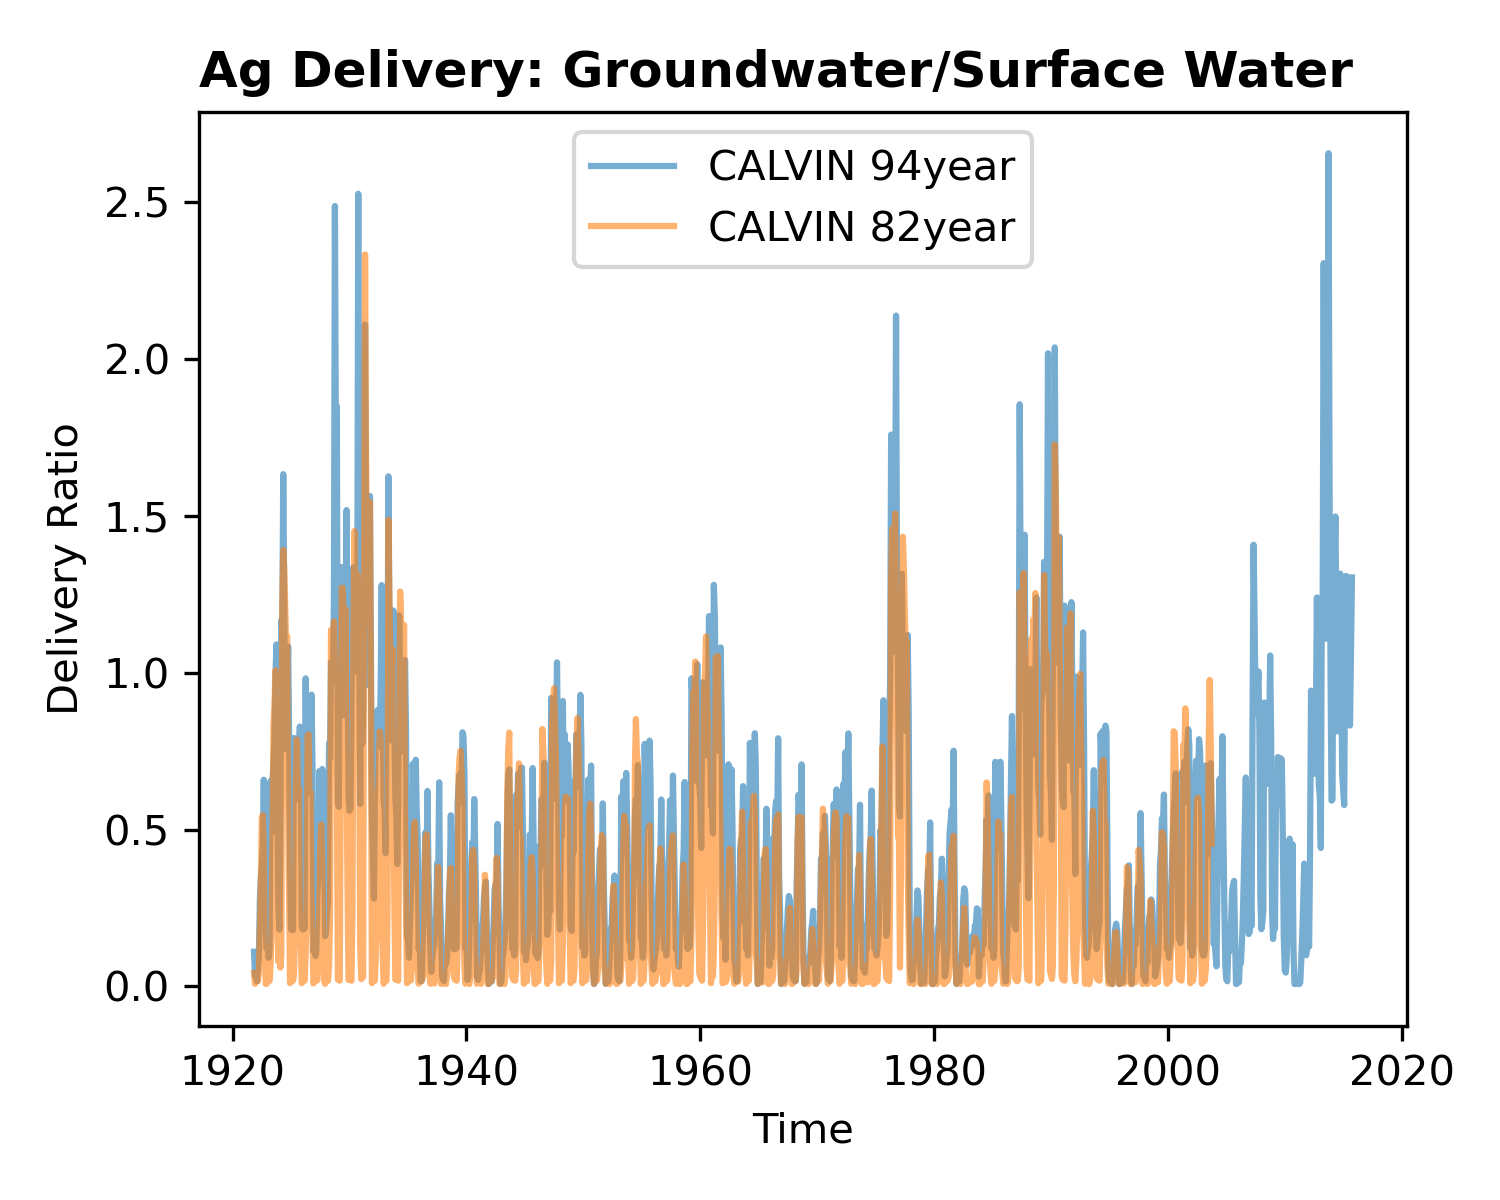 Ag Delivery: Groundwater/Surface Water
CALVIN 94year
CALVIN 82year
2.5
2.0
1.5
1.0
0.5
0.0
Delivery Ratio
1920 1940 1960 1980 2000 2020
Time